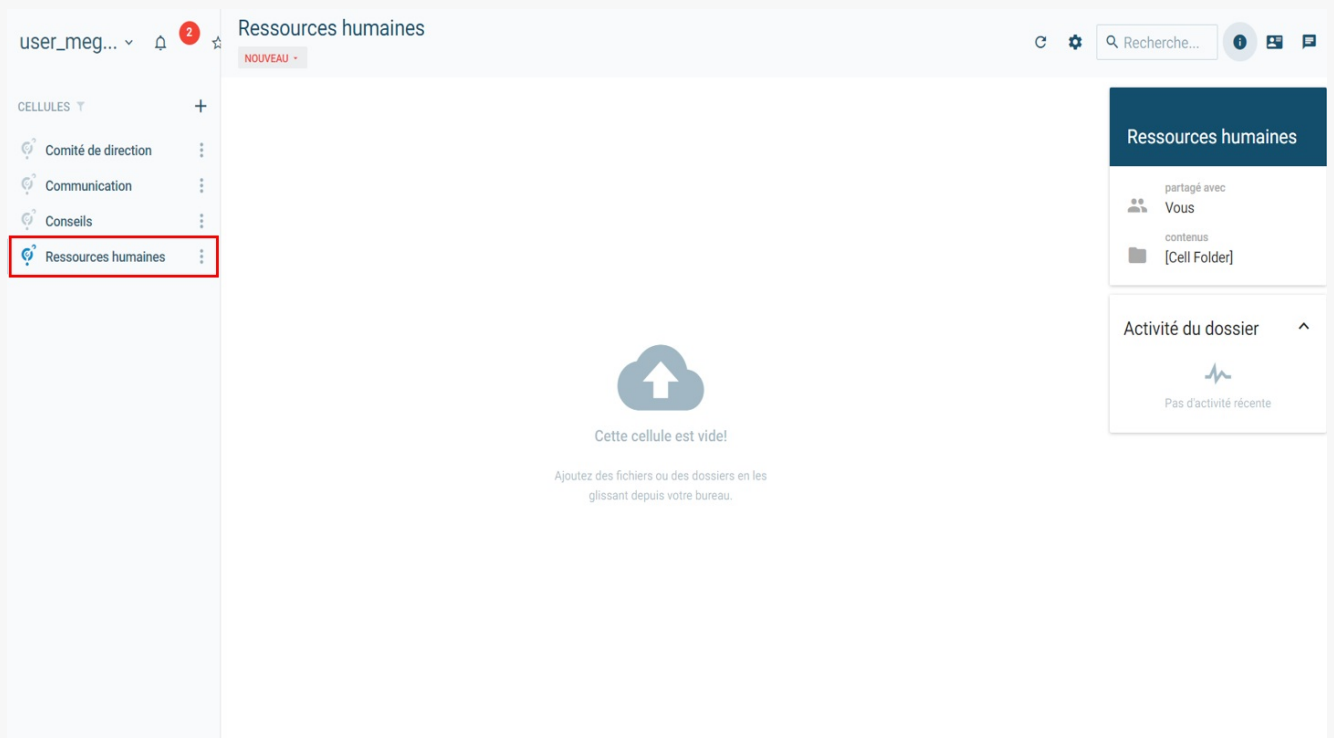 user_meg...
2
Ressources humaines
NOUVEAU
Recherche...
CELLULES
Comité de direction
Communication
Conseils
Ressources humaines
Cette cellule est vide!
Ajoutez des fichiers ou des dossiers en les
glissant depuis votre bureau.
Ressources humaines
partagé avec
Vous
contenus
[Cell Folder]
Activité du dossier
Pas d'activité récente